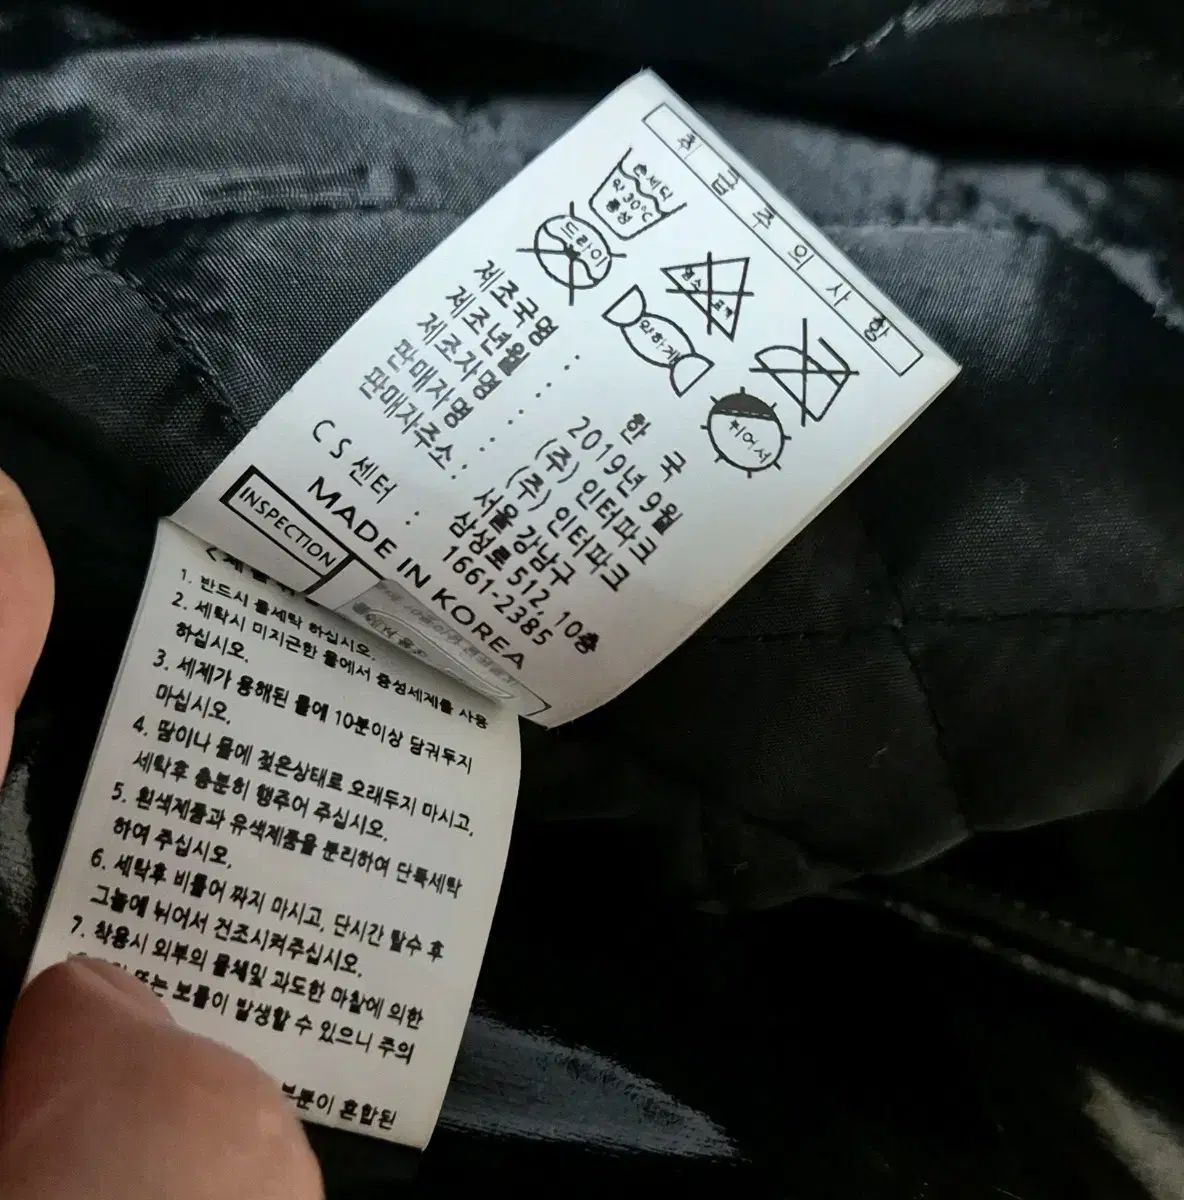 취급주의사항
손세탁
약 30°C
중성
드라이
염소 표백
약하게
뉘어서
제조국명 : 한국
제조년월 : 2019년 9월
제조자명 : (주) 인터파크
판매자명 : (주) 인터파크
판매자주소 : 서울 강남구
삼성로 512, 10층
CS센터 : 1661-2385
MADE IN KOREA
INSPECTION
1. 반드시 물세탁 하십시오.
2. 세탁시 미지근한 물에서 중성세제를 사용
하십시오.
3. 세제가 용해된 물에 10분이상 담궈두지
마십시오.
4. 땀이나 물에 젖은상태로 오래두지 마시고,
세탁후 충분히 헹주어 주십시오.
5. 흰색제품과 유색제품을 분리하여 단독세탁
하여 주십시오.
6. 세탁후 비틀어 짜지 마시고, 단시간 탈수 후
그늘에 뉘어서 건조시켜주십시오.
7. 착용시 외부의 물체및 과도한 마찰에 의한
또는 보풀이 발생할 수 있으니 주의
부분이 혼합된